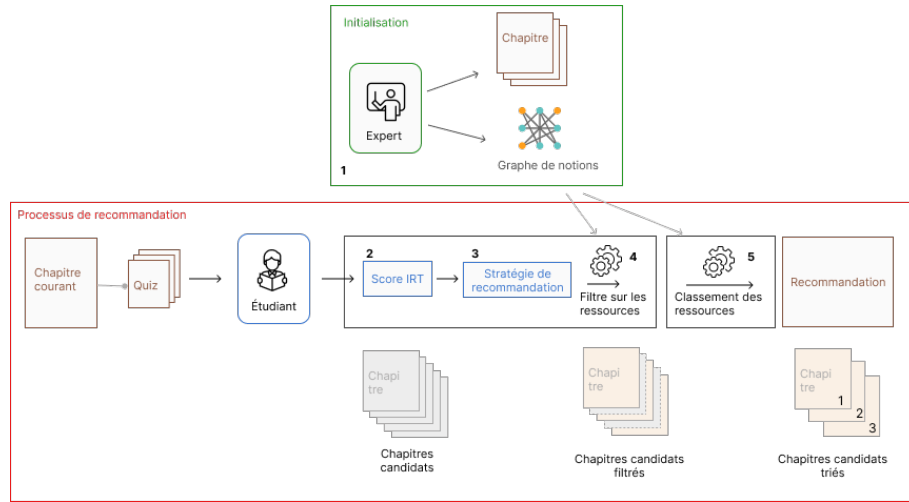 Initialisation
Chapitre
Expert
Graphe de notions
1
Processus de recommandation
Chapitre
courant
Quiz
Étudiant
2
Score IRT
3
Stratégie de
recommandation
4
Filtre sur les
ressources
5
Classement des
ressources
Recommandation
Chapi
tre
Chapitres
candidats
Chapi
tre
Chapitres candidats
filtrés
Chapi
tre
1
2
3
Chapitres candidats
triés